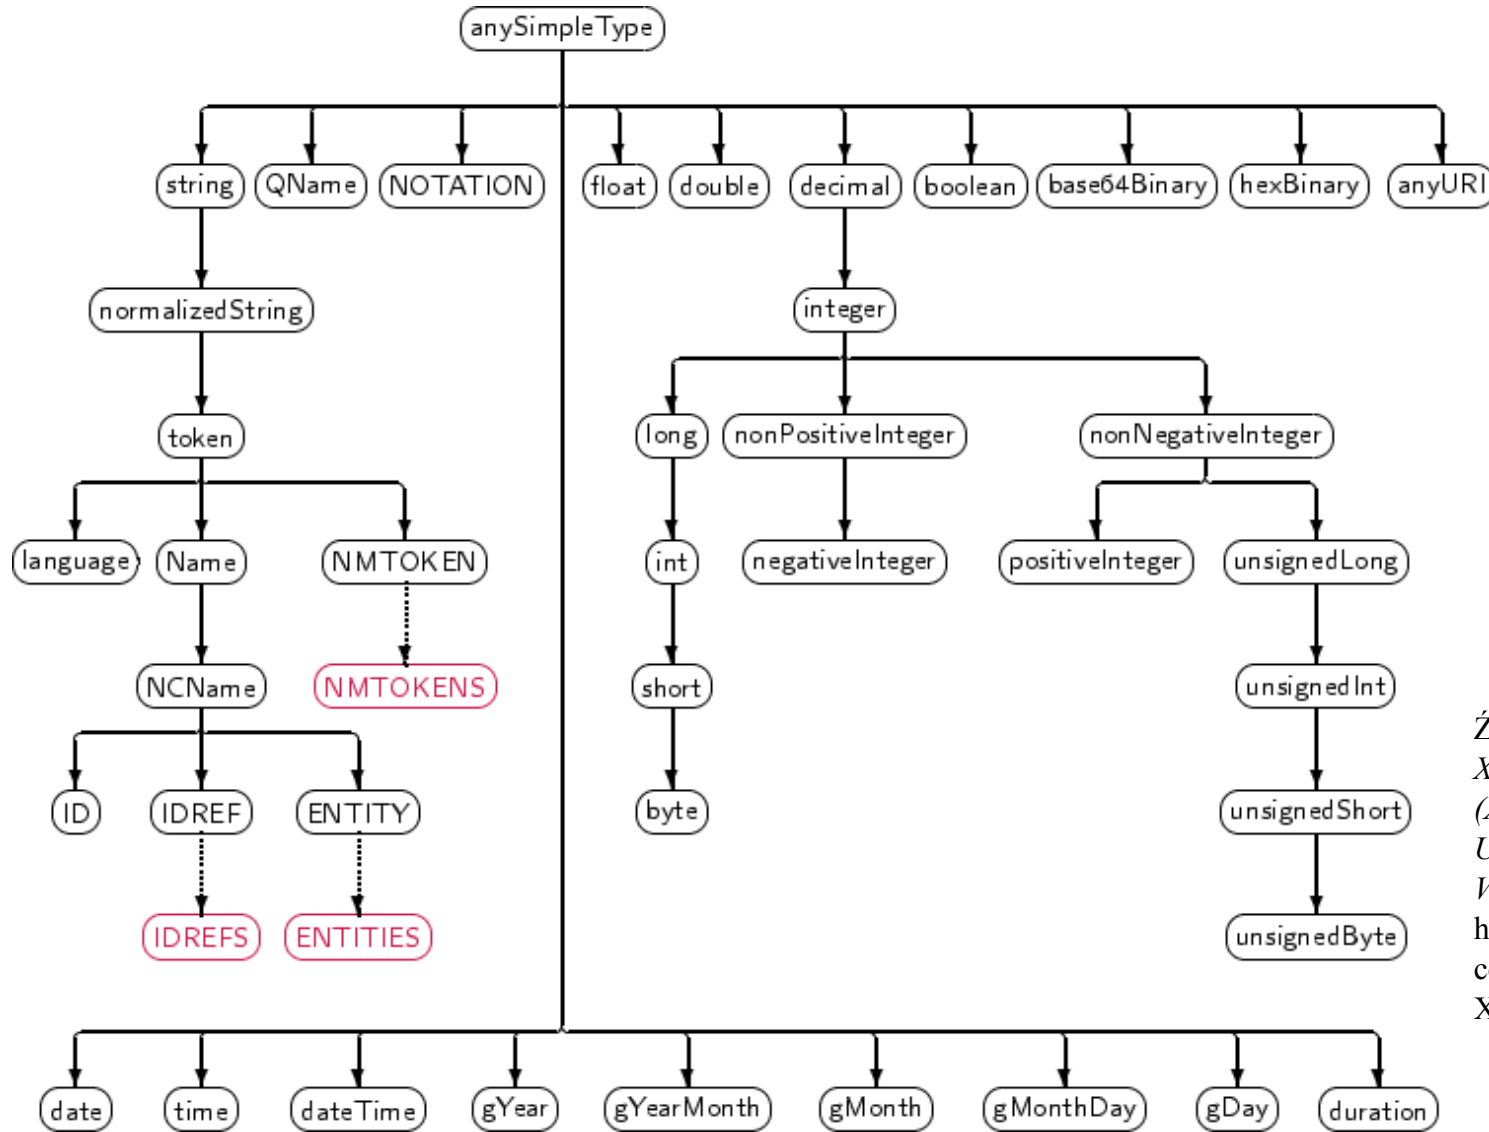 anySimpleType
string QName NOTATION float double decimal boolean base64Binary hexBinary anyURI
normalizedString integer
token long nonPositiveInteger nonNegativeInteger
language Name NMTOKEN int negativeInteger positiveInteger unsignedLong
NCName NMTOKENS short unsignedInt
ID IDREF ENTITY byte unsignedShort
IDREFS ENTITIES unsignedByte
date time dateTime gYear gYearMonth gMonth gMonthDay gDay duration